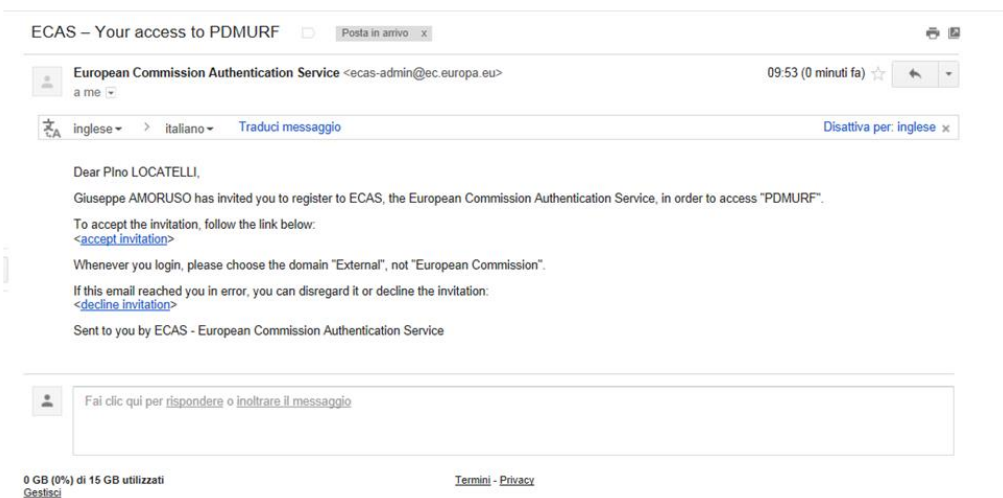 ECAS – Your access to PDMURF Posta in arrivo x
European Commission Authentication Service <ecas-admin@ec.europa.eu> 09:53 (0 minuti fa)
a me
inglese > italiano Traduci messaggio Disattiva per: inglese x
Dear PIno LOCATELLI,
Giuseppe AMORUSO has invited you to register to ECAS, the European Commission Authentication Service, in order to access "PDMURF".
To accept the invitation, follow the link below:
<accept invitation>
Whenever you login, please choose the domain "External", not "European Commission".
If this email reached you in error, you can disregard it or decline the invitation:
<decline invitation>
Sent to you by ECAS - European Commission Authentication Service
Fai clic qui per rispondere o inoltrare il messaggio
0 GB (0%) di 15 GB utilizzati Termini - Privacy
Gestisci